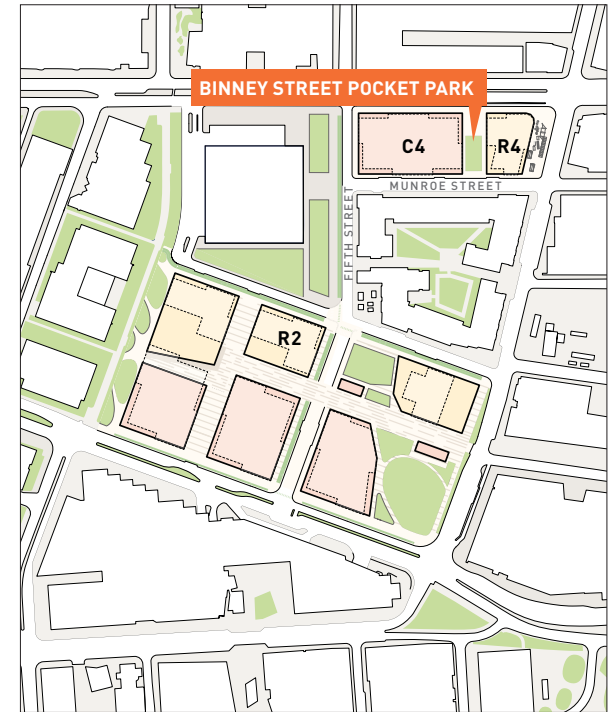 BINNEY STREET POCKET PARK
C4
R4
MUNROE STREET
FIFTH STREET
R2